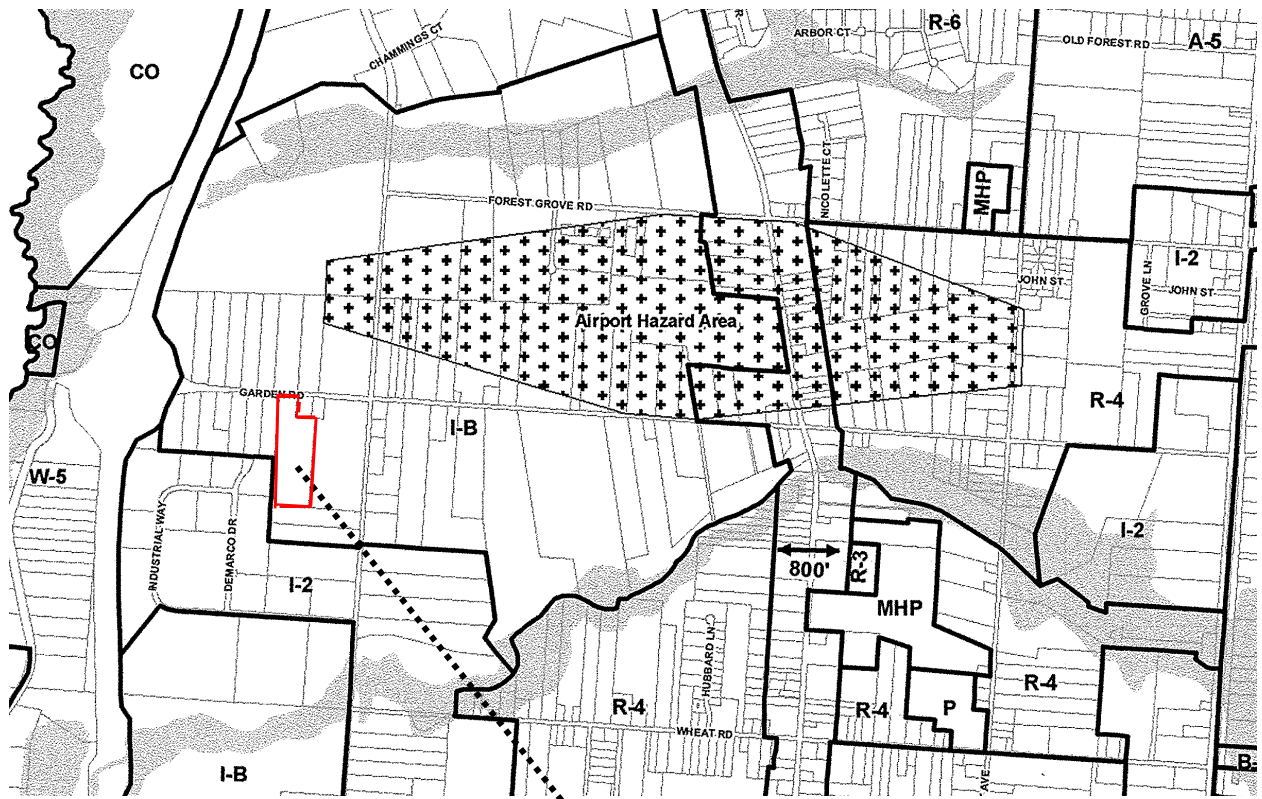 R-6
ARBOR CT
CHAMMINGS CT
OLD FOREST RD
A-5
CO
NICOLETTE CT
MHP
FOREST GROVE RD
I-2
JOHN ST
GROVE LN
JOHN ST
Airport Hazard Area
CO
GARDEN RD
R-4
I-B
W-5
I-2
INDUSTRIAL WAY
DEMARCO DR
800'
R-3
I-2
MHP
HUBBARD LN
R-4
R-4
R-4
P
WHEAT RD
I-B
AVE
B